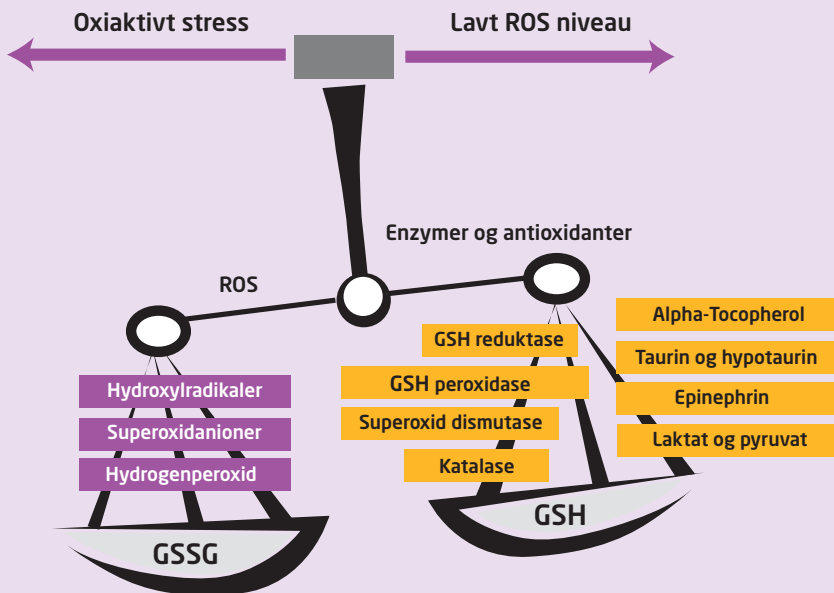 Oxiaktivt stress
Lavt ROS niveau
Enzymer og antioxidanter
ROS
Hydroxylradikaler
Superoxidanioner
Hydrogenperoxid
GSSG
GSH reduktase
GSH peroxidase
Superoxid dismutase
Katalase
Alpha-Tocopherol
Taurin og hypotaurin
Epinephrin
Laktat og pyruvat
GSH